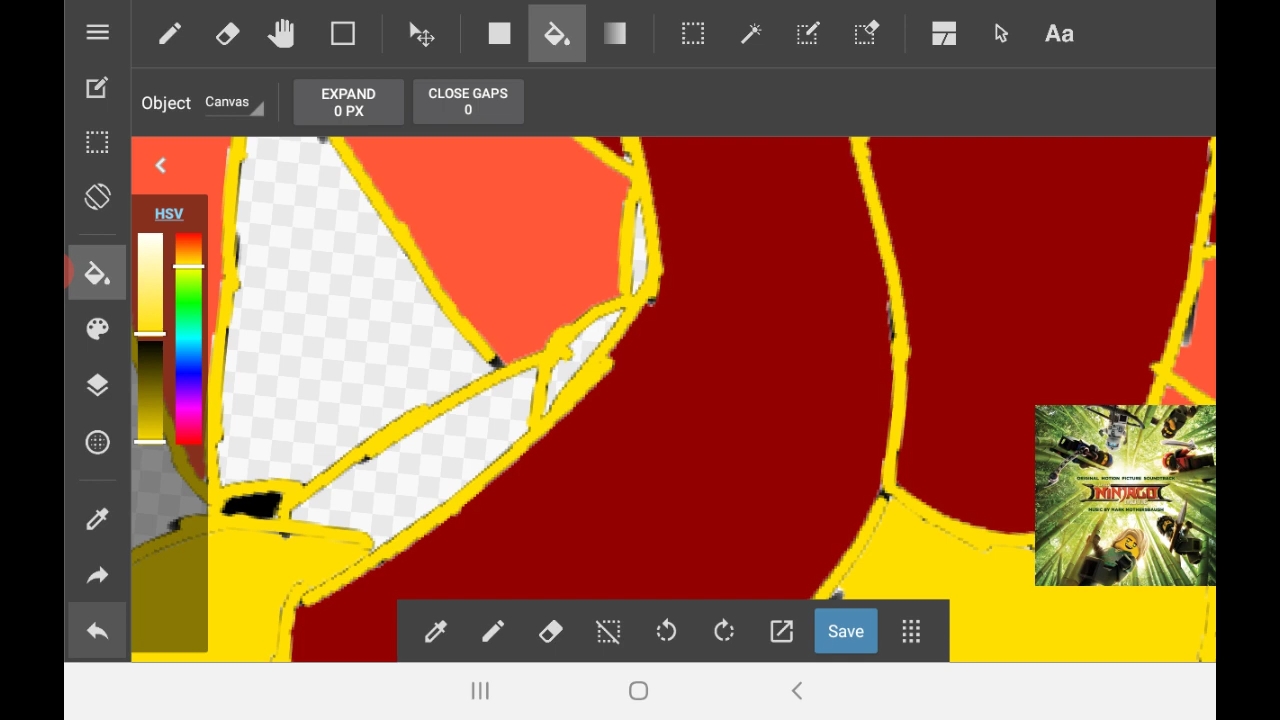 Aa
Object
Canvas
EXPAND
0 PX
CLOSE GAPS
0
HSV
ORIGINAL MOTION PICTURE SOUNDTRACK
NINJAGO
MUSIC BY MARK MOTHERSBAUGH
Save